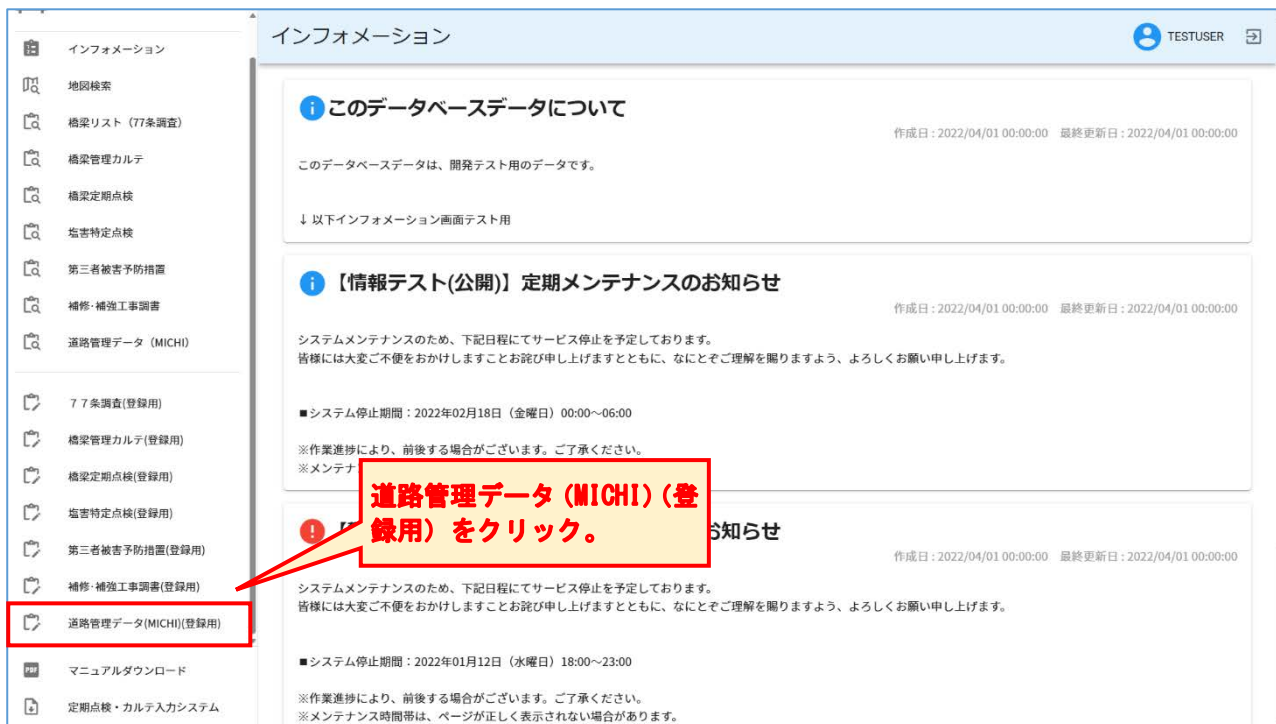 インフォメーション
地図検索
橋梁リスト（77条調査）
橋梁管理カルテ
橋梁定期点検
塩害特定点検
第三者被害予防措置
補修･補強工事調書
道路管理データ（MICHI）
７７条調査(登録用)
橋梁管理カルテ(登録用)
橋梁定期点検(登録用)
塩害特定点検(登録用)
第三者被害予防措置(登録用)
補修･補強工事調書(登録用)
道路管理データ(MICHI)(登録用)
マニュアルダウンロード
定期点検・カルテ入力システム
インフォメーション
TESTUSER
このデータベースデータについて
作成日 : 2022/04/01 00:00:00 最終更新日 : 2022/04/01 00:00:00
このデータベースデータは、開発テスト用のデータです。
↓以下インフォメーション画面テスト用
【情報テスト(公開)】定期メンテナンスのお知らせ
作成日 : 2022/04/01 00:00:00 最終更新日 : 2022/04/01 00:00:00
システムメンテナンスのため、下記日程にてサービス停止を予定しております。
皆様には大変ご不便をおかけしますことお詫び申し上げますとともに、なにとぞご理解を賜りますよう、よろしくお願い申し上げます。
■システム停止期間：2022年02月18日（金曜日）00:00～06:00
※作業進捗により、前後する場合がございます。ご了承ください。
※メンテナ
道路管理データ(MICHI)(登
録用）をクリック。
お知らせ
作成日 : 2022/04/01 00:00:00 最終更新日 : 2022/04/01 00:00:00
システムメンテナンスのため、下記日程にてサービス停止を予定しております。
皆様には大変ご不便をおかけしますことお詫び申し上げますとともに、なにとぞご理解を賜りますよう、よろしくお願い申し上げます。
■システム停止期間：2022年01月12日（水曜日）18:00～23:00
※作業進捗により、前後する場合がございます。ご了承ください。
※メンテナンス時間帯は、ページが正しく表示されない場合があります。